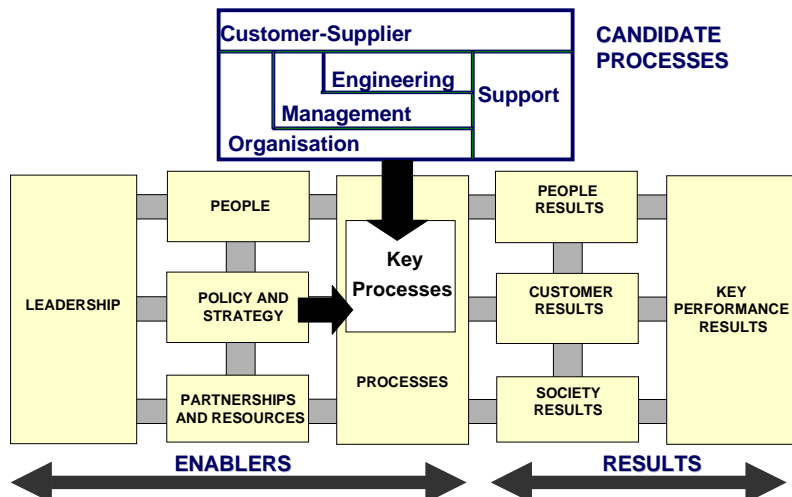 Customer-Supplier
CANDIDATE
PROCESSES
Engineering
Support
Management
Organisation
PEOPLE
PEOPLE
RESULTS
Key
Processes
LEADERSHIP
POLICY AND
STRATEGY
CUSTOMER
RESULTS
KEY
PERFORMANCE
RESULTS
PROCESSES
PARTNERSHIPS
AND RESOURCES
SOCIETY
RESULTS
ENABLERS
RESULTS